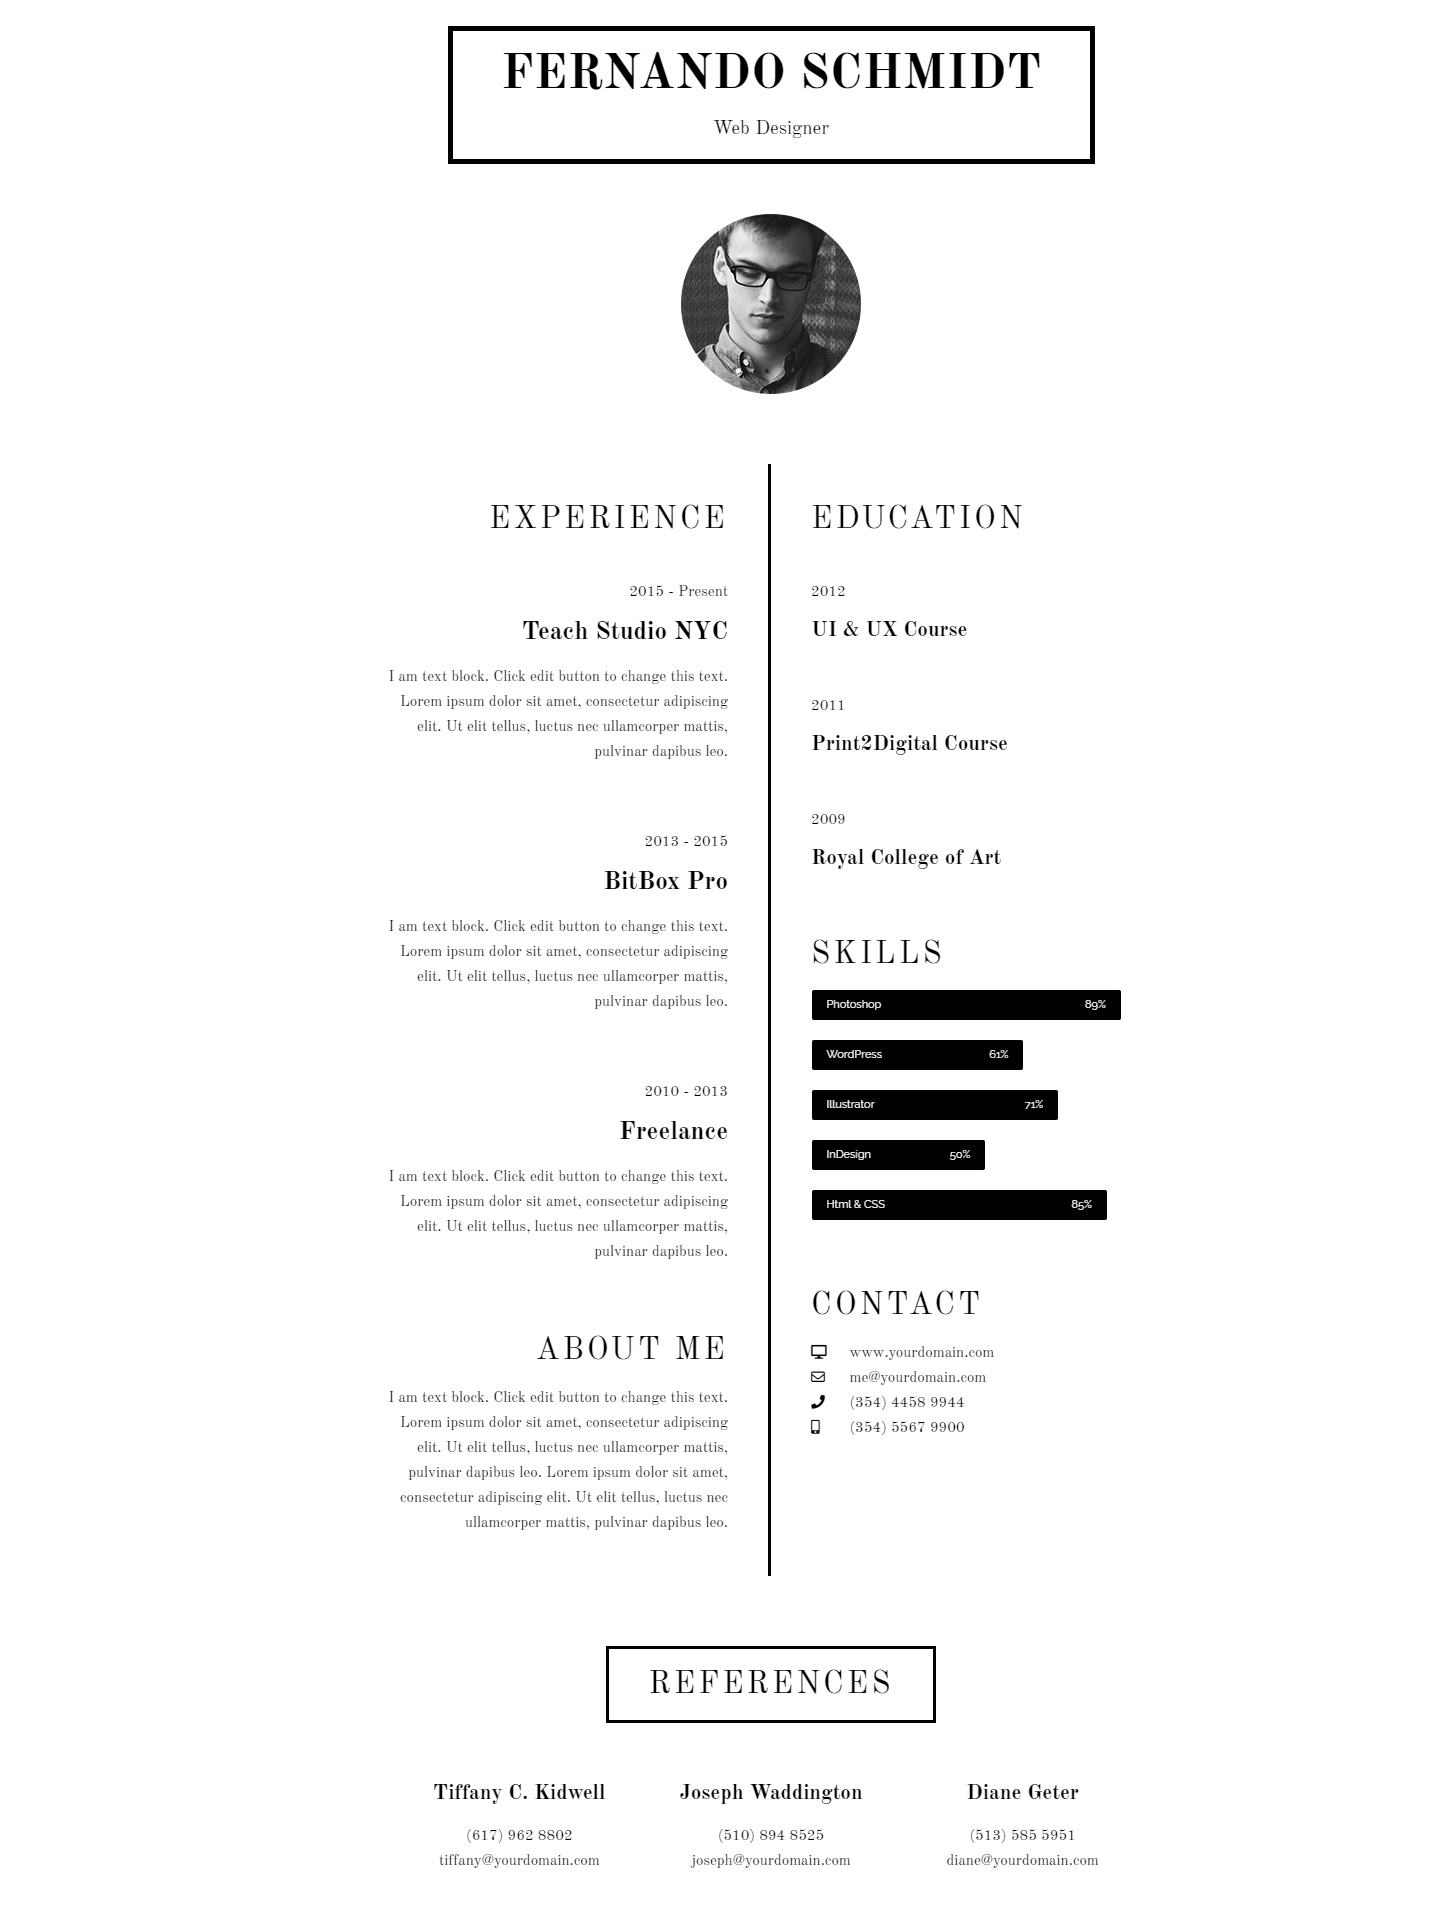 FERNANDO SCHMIDT
Web Designer
EXPERIENCE
2015 - Present
Teach Studio NYC
I am text block. Click edit button to change this text.
Lorem ipsum dolor sit amet, consectetur adipiscing
elit. Ut elit tellus, luctus nec ullamcorper mattis,
pulvinar dapibus leo.
2013 - 2015
BitBox Pro
I am text block. Click edit button to change this text.
Lorem ipsum dolor sit amet, consectetur adipiscing
elit. Ut elit tellus, luctus nec ullamcorper mattis,
pulvinar dapibus leo.
2010 - 2013
Freelance
I am text block. Click edit button to change this text.
Lorem ipsum dolor sit amet, consectetur adipiscing
elit. Ut elit tellus, luctus nec ullamcorper mattis,
pulvinar dapibus leo.
ABOUT ME
I am text block. Click edit button to change this text.
Lorem ipsum dolor sit amet, consectetur adipiscing
elit. Ut elit tellus, luctus nec ullamcorper mattis,
pulvinar dapibus leo. Lorem ipsum dolor sit amet,
consectetur adipiscing elit. Ut elit tellus, luctus nec
ullamcorper mattis, pulvinar dapibus leo.
EDUCATION
2012
UI & UX Course
2011
Print2Digital Course
2009
Royal College of Art
SKILLS
Photoshop 89%
WordPress 61%
Illustrator 71%
InDesign 50%
Html & CSS 85%
CONTACT
www.yourdomain.com
me@yourdomain.com
(354) 4458 9944
(354) 5567 9900
REFERENCES
Tiffany C. Kidwell
(617) 962 8802
tiffany@yourdomain.com
Joseph Waddington
(510) 894 8525
joseph@yourdomain.com
Diane Geter
(513) 585 5951
diane@yourdomain.com